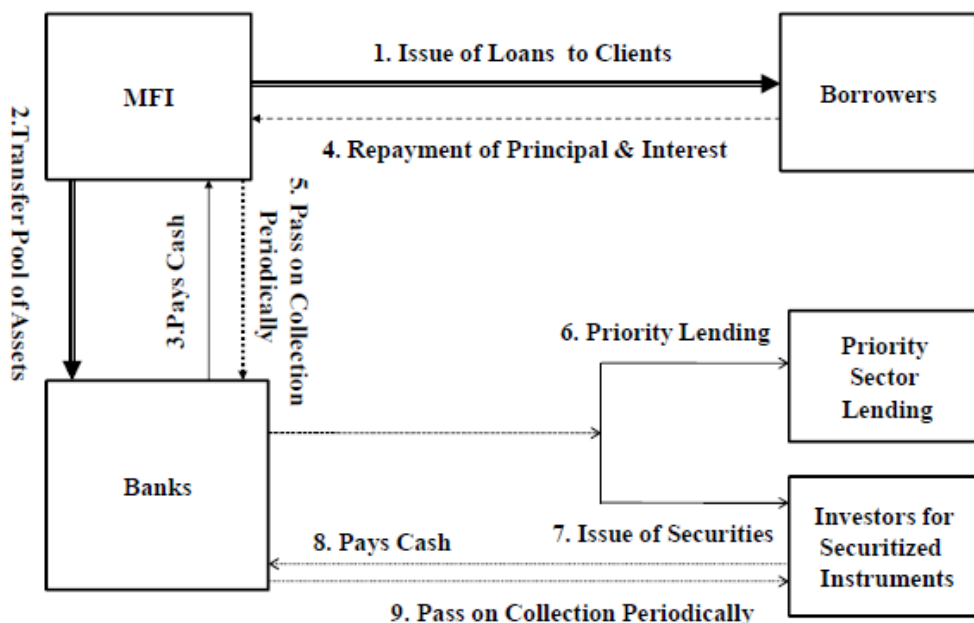 1. Issue of Loans to Clients
MFI
Borrowers
4. Repayment of Principal & Interest
2.Transfer Pool of Assets
3.Pays Cash
5. Pass on Collection
Periodically
6. Priority Lending
Priority
Sector
Lending
Banks
7. Issue of Securities
Investors for
Securitized
Instruments
8. Pays Cash
9. Pass on Collection Periodically